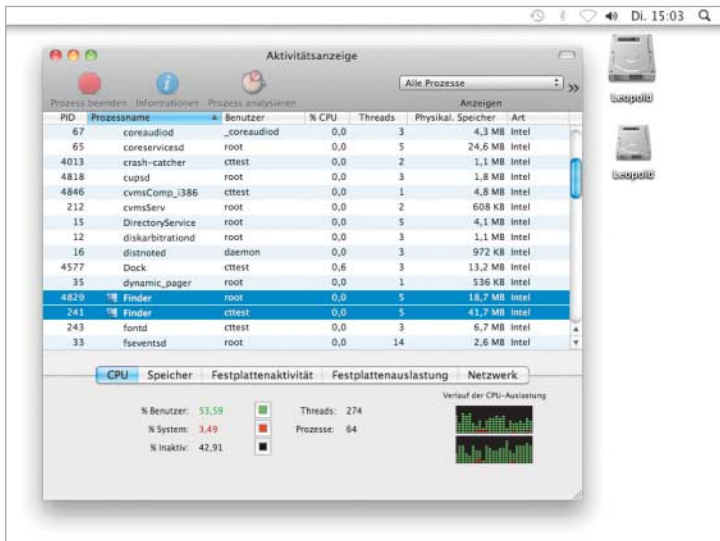 Di. 15:03
Aktivitätsanzeige
Alle Prozesse
Prozess beenden Informationen Prozess analysieren Anzeigen
PID Prozessname Benutzer % CPU Threads Physikal. Speicher Art
67 coreaudiod _coreaudiod 0,0 3 4,3 MB Intel
65 coreservicesd root 0,0 5 24,6 MB Intel
4013 crash-catcher cttest 0,0 2 1,1 MB Intel
4818 cupsd root 0,0 3 1,8 MB Intel
4846 cvmsComp_i386 cttest 0,0 1 4,8 MB Intel
212 cvmsServ root 0,0 2 608 KB Intel
15 DirectoryService root 0,0 5 4,1 MB Intel
12 diskarbitrationd root 0,0 3 1,1 MB Intel
16 distnoted daemon 0,0 3 972 KB Intel
4577 Dock cttest 0,6 3 13,2 MB Intel
35 dynamic_pager root 0,0 1 536 KB Intel
4829 Finder root 0,0 5 18,7 MB Intel
241 Finder cttest 0,0 5 41,7 MB Intel
243 fontd cttest 0,0 3 6,7 MB Intel
33 fseventsd root 0,0 14 2,6 MB Intel
CPU Speicher Festplattenaktivität Festplattenauslastung Netzwerk
Verlauf der CPU-Auslastung
% Benutzer: 53,59 Threads: 274
% System: 3,49 Prozesse: 64
% Inaktiv: 42,91
Leopold
Leopold